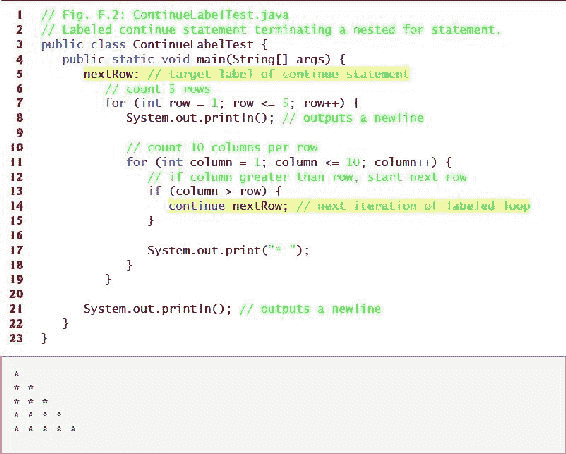 1 // Fig. F.2: ContinueLabelTest.java
2 // Labeled continue statement terminating a nested for statement.
3 public class ContinueLabelTest {
4 public static void main(String[] args) {
5 nextRow: // target label of continue statement
6 // count 5 rows
7 for (int row = 1; row <= 5; row++) {
8 System.out.println(); // outputs a newline
9
10 // count 10 columns per row
11 for (int column = 1; column <= 10; column++) {
12 // if column greater than row, start next row
13 if (column > row) {
14 continue nextRow; // next iteration of labeled loop
15 }
16
17 System.out.print("* ");
18 }
19 }
20
21 System.out.println(); // outputs a newline
22 }
23 }
*
* *
* * *
* * * *
* * * * *